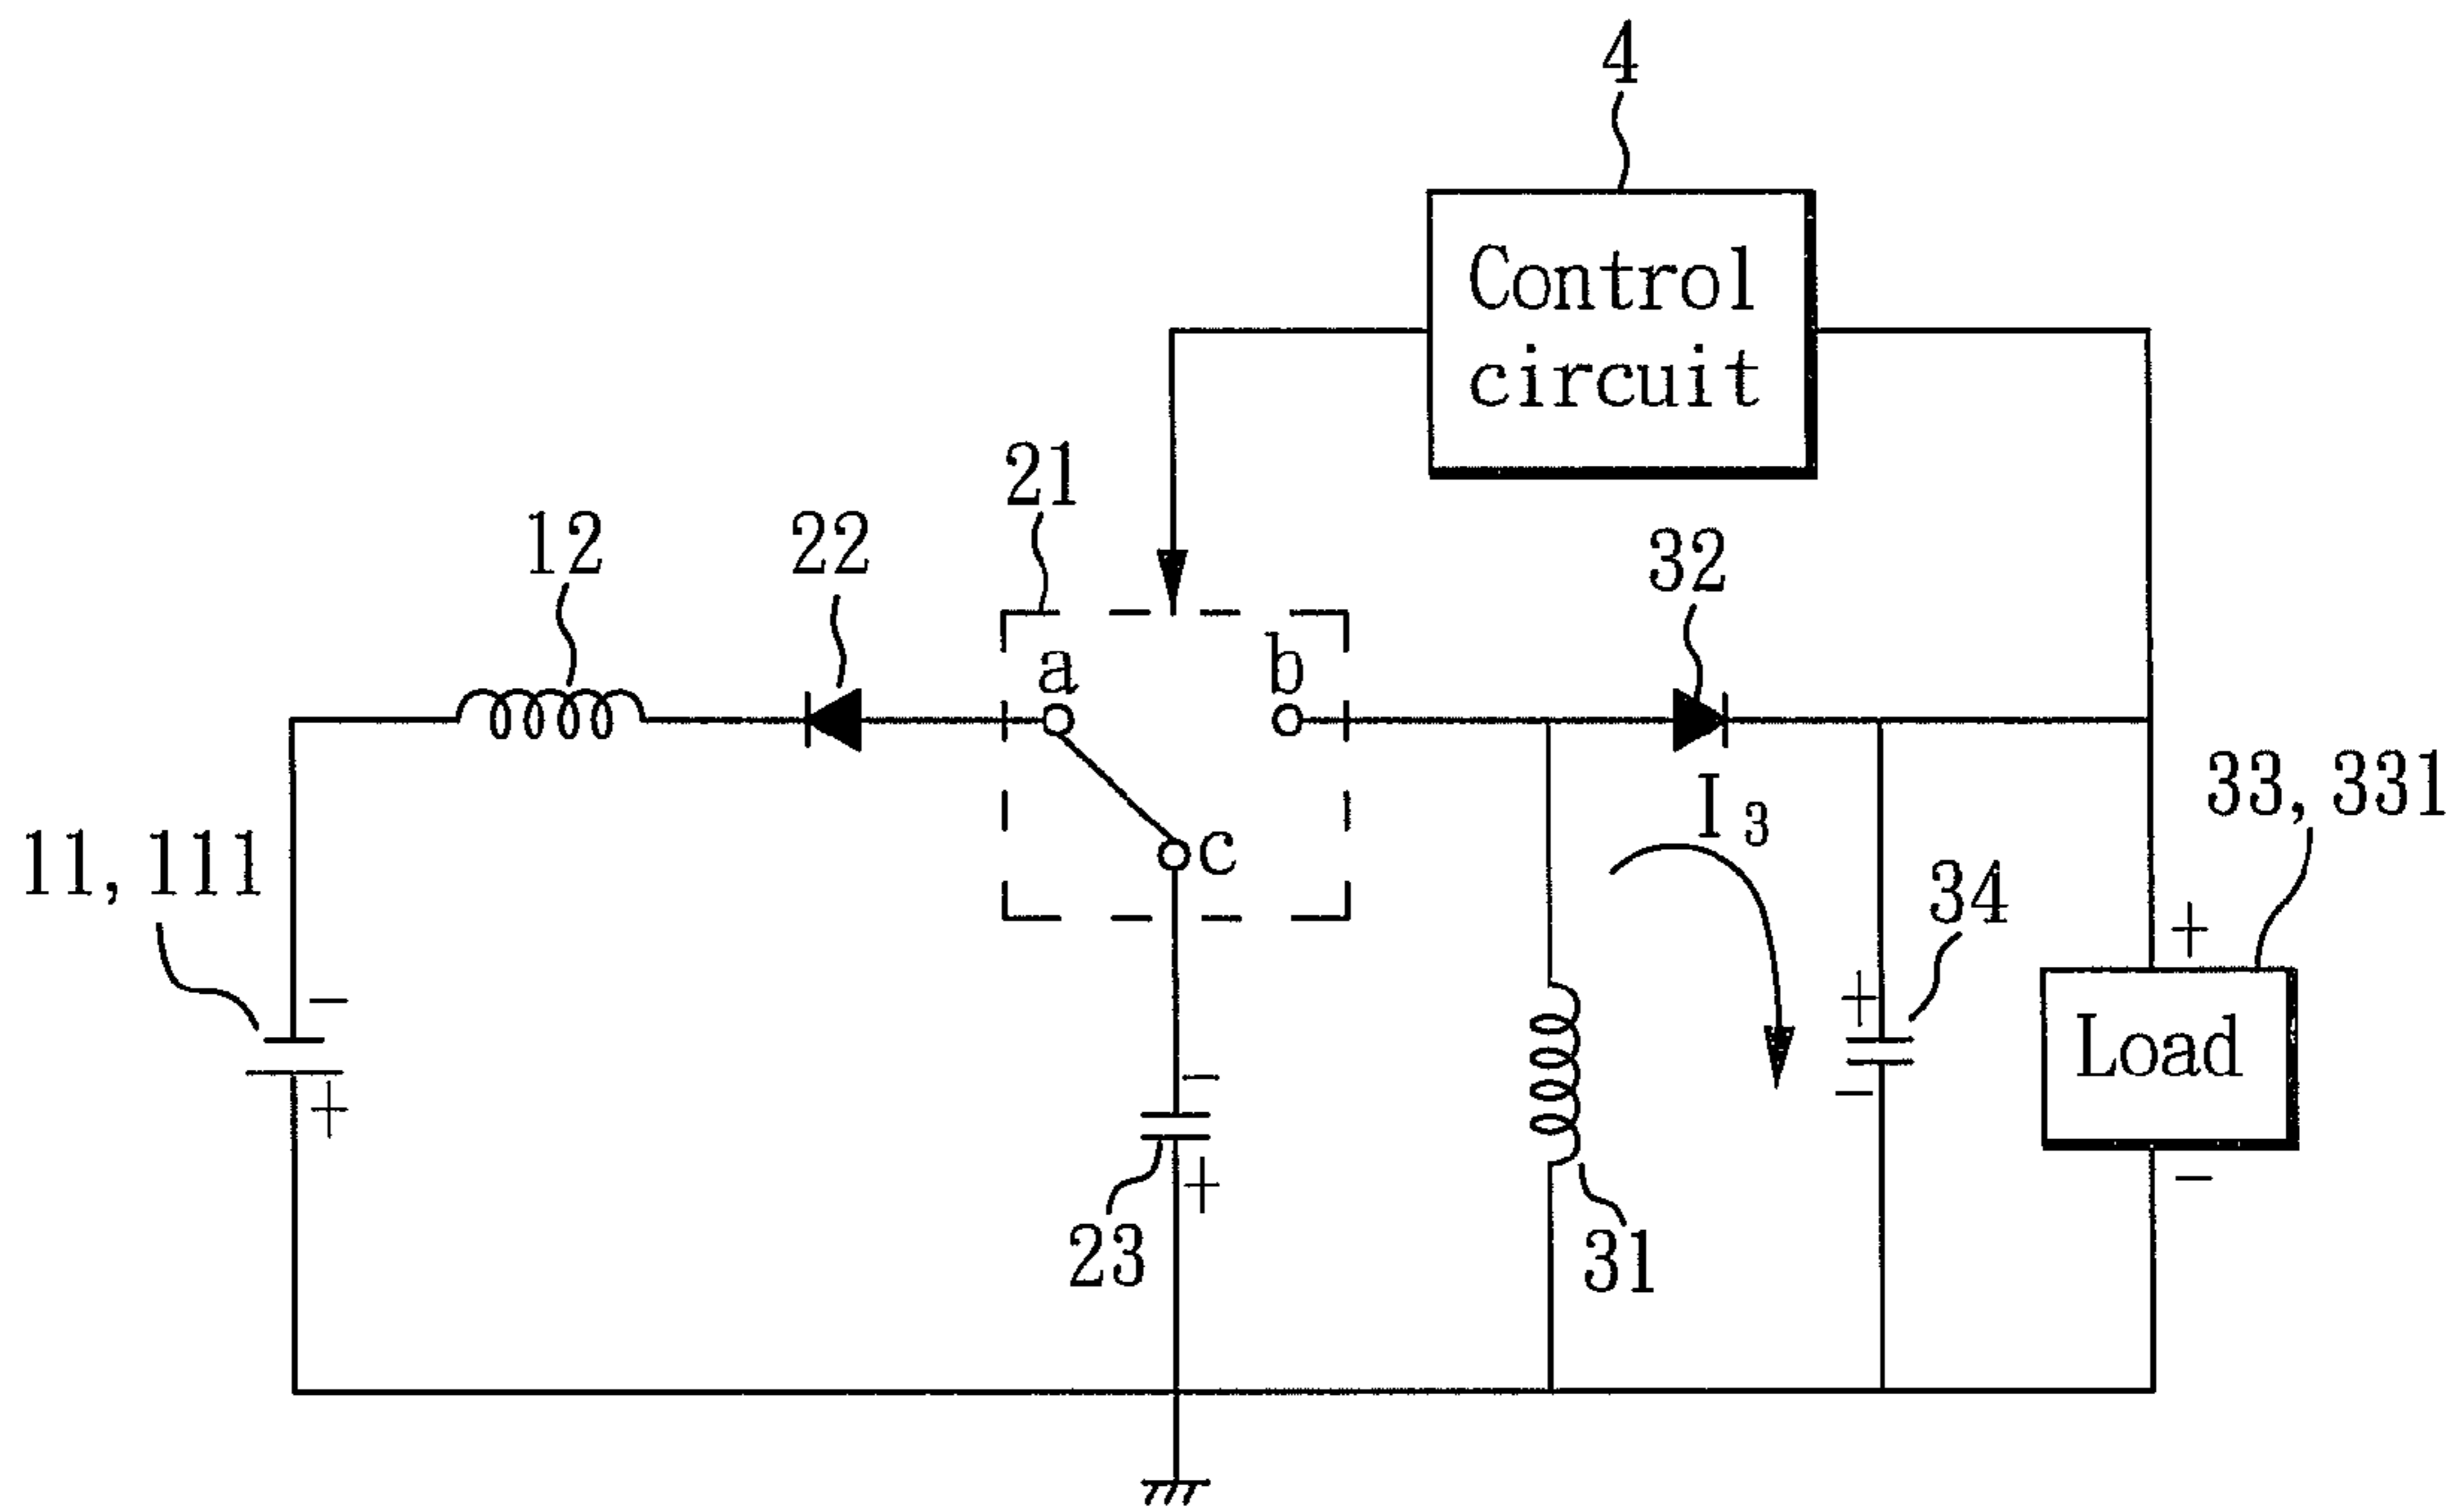 4
Control
circuit
21
12
22
32
a
b
33, 331
I3
11, 111
c
34
+
−
+
−
Load
+
−
−
+
23
31